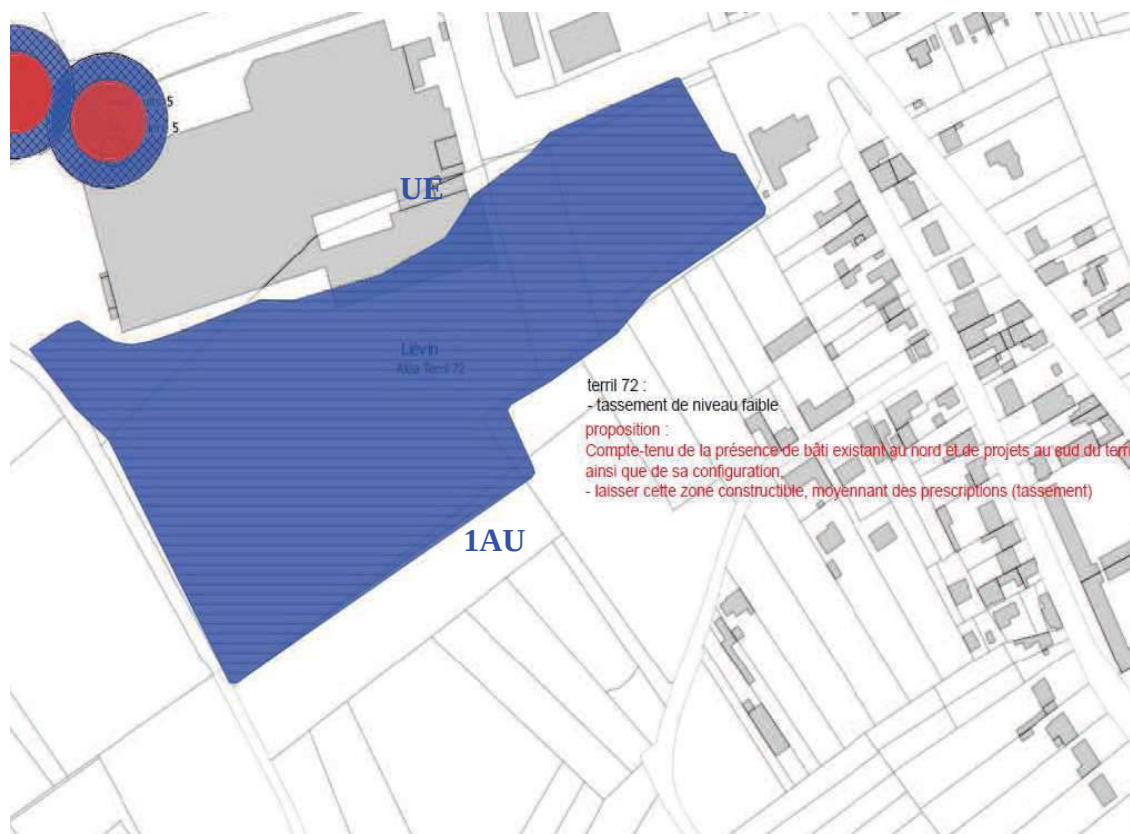 5
5
UE
Liévin
Aléa Terril 72
terril 72 :
- tassement de niveau faible
proposition :
Compte-tenu de la présence de bâti existant au nord et de projets au sud du terri
ainsi que de sa configuration,
- laisser cette zone constructible, moyennant des prescriptions (tassement)
1AU